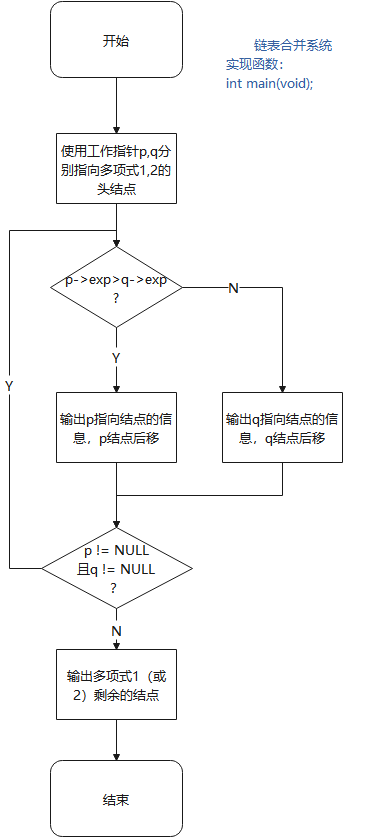 开始
链表合并系统
实现函数：
int main(void);
使用工作指针p,q分
别指向多项式1,2的
头结点
p->exp>q->exp
?
N
Y
Y
输出p指向结点的信
息，p结点后移
输出q指向结点的信
息，q结点后移
p != NULL
且q != NULL
?
N
输出多项式1（或
2）剩余的结点
结束